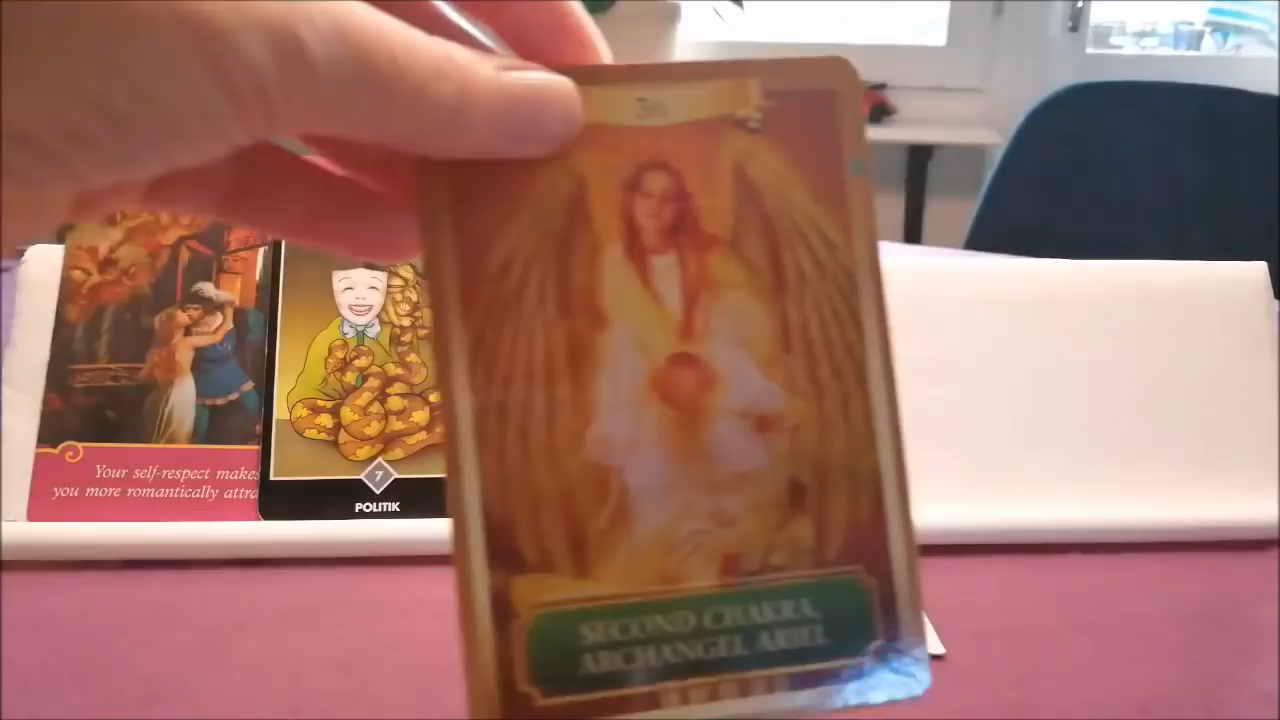 Your self-respect makes
you more romantically attra
7
POLITIK
SECOND CHAKRA,
ARCHANGEL ARIEL